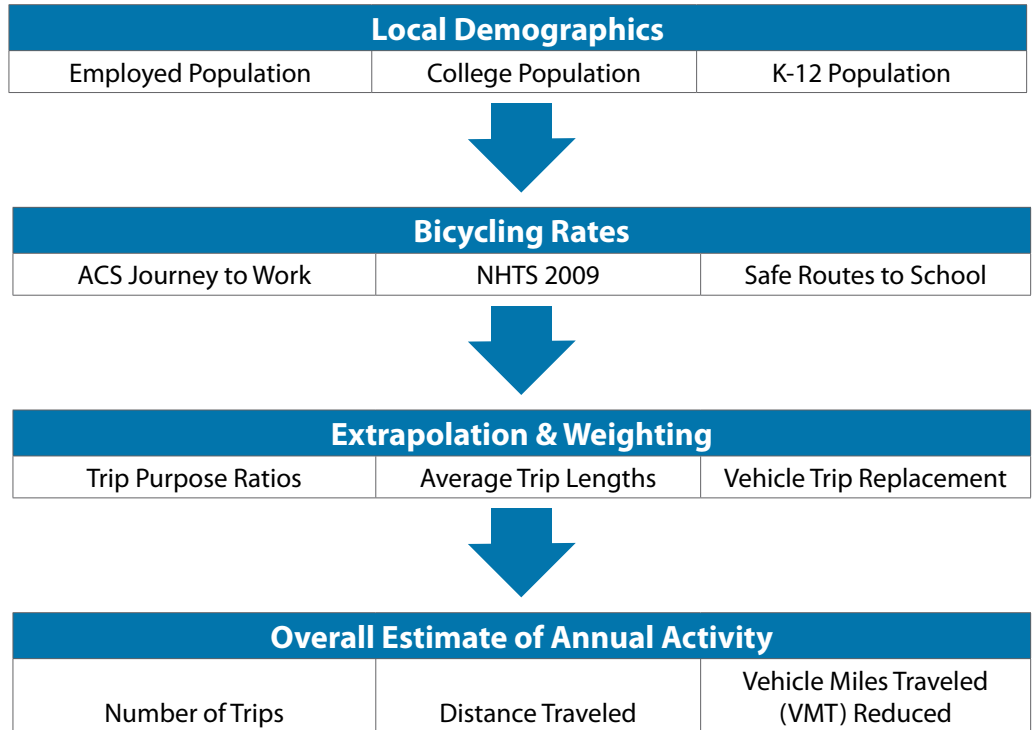 Local Demographics
Employed Population
College Population
K-12 Population
Bicycling Rates
ACS Journey to Work
NHTS 2009
Safe Routes to School
Extrapolation & Weighting
Trip Purpose Ratios
Average Trip Lengths
Vehicle Trip Replacement
Overall Estimate of Annual Activity
Number of Trips
Distance Traveled
Vehicle Miles Traveled
(VMT) Reduced